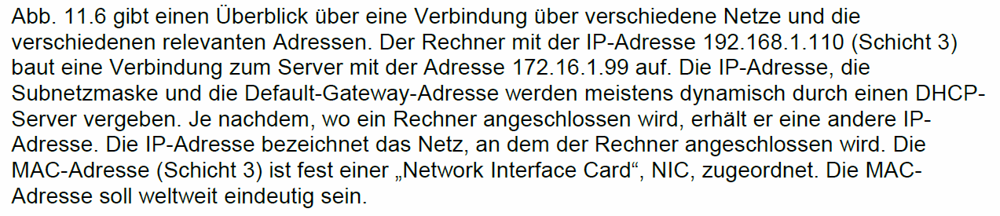 Abb. 11.6 gibt einen Überblick über eine Verbindung über verschiedene Netze und die
verschiedenen relevanten Adressen. Der Rechner mit der IP-Adresse 192.168.1.110 (Schicht 3)
baut eine Verbindung zum Server mit der Adresse 172.16.1.99 auf. Die IP-Adresse, die
Subnetzmaske und die Default-Gateway-Adresse werden meistens dynamisch durch einen DHCP-
Server vergeben. Je nachdem, wo ein Rechner angeschlossen wird, erhält er eine andere IP-
Adresse. Die IP-Adresse bezeichnet das Netz, an dem der Rechner angeschlossen wird. Die
MAC-Adresse (Schicht 3) ist fest einer „Network Interface Card“, NIC, zugeordnet. Die MAC-
Adresse soll weltweit eindeutig sein.